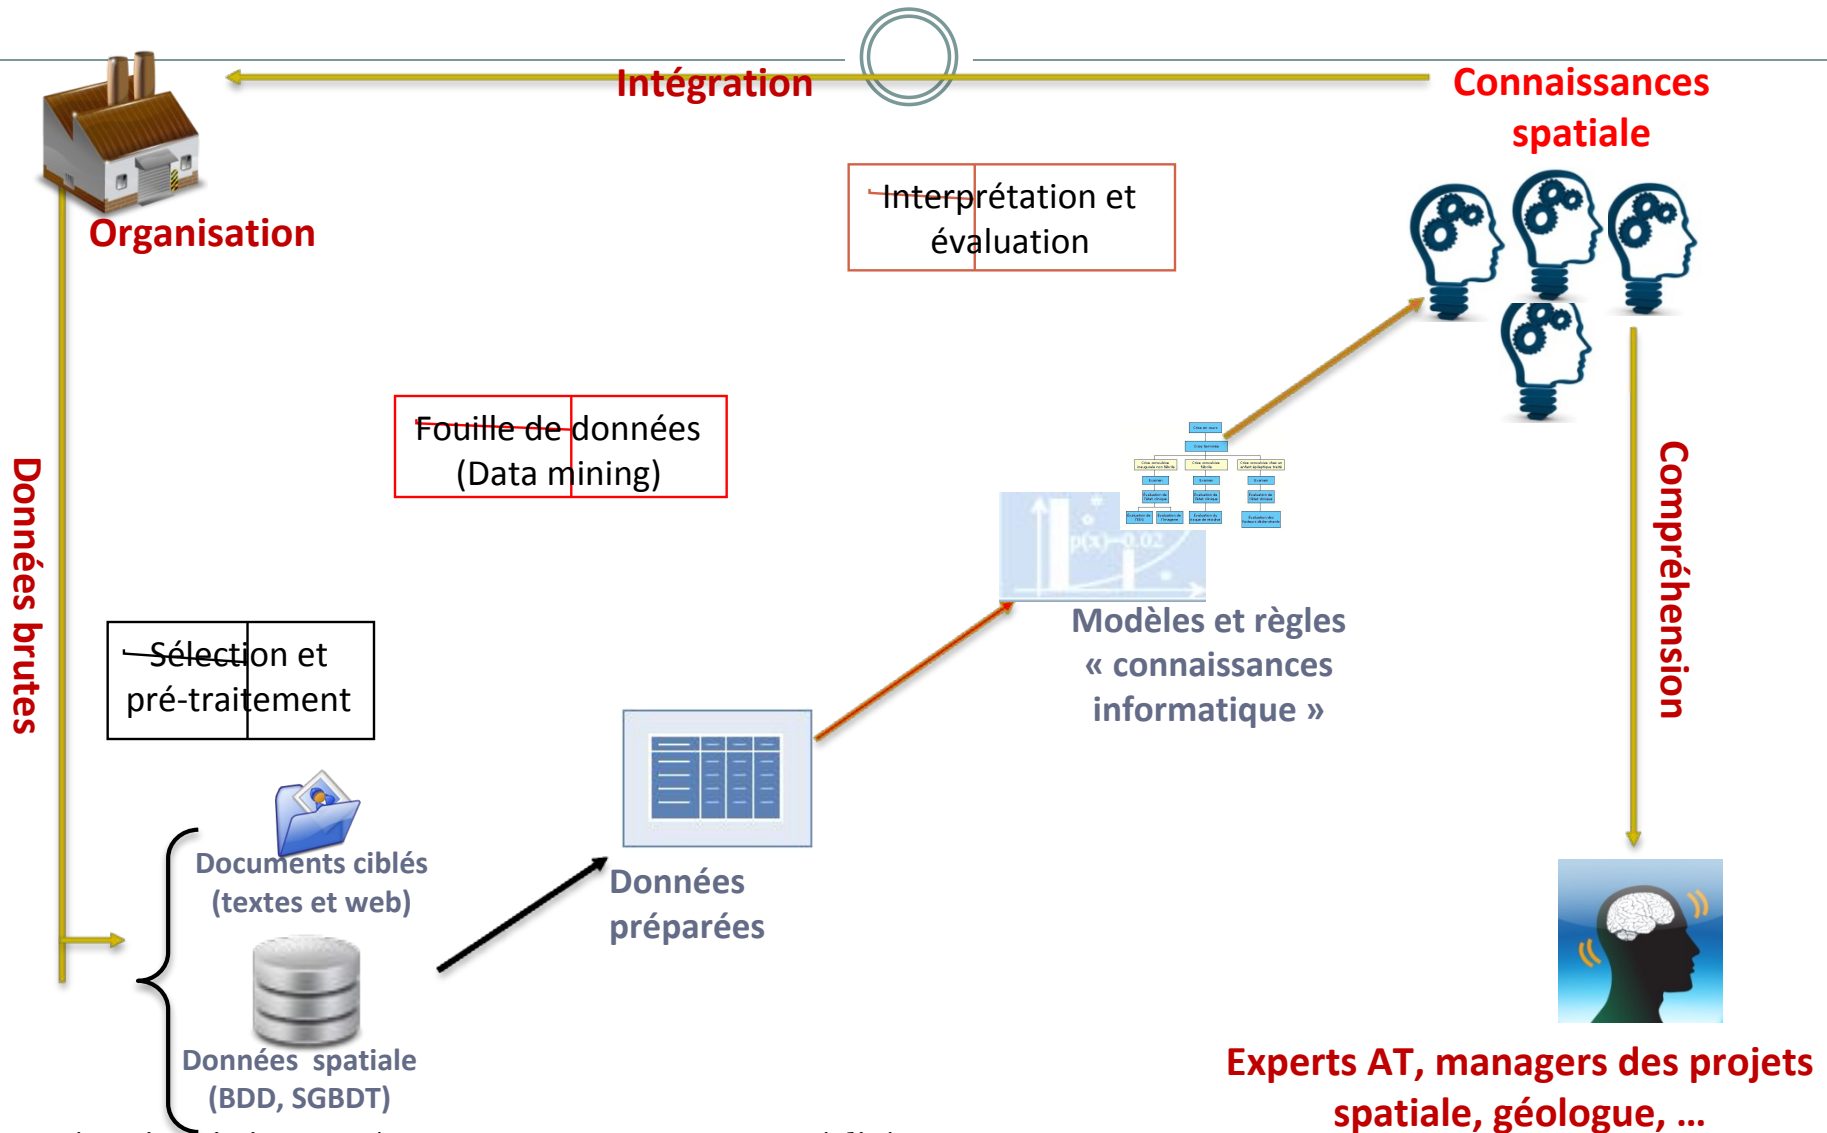 Intégration
Connaissances
spatiale
Organisation
Interprétation et
évaluation
Fouille de données
(Data mining)
Données brutes
Compréhension
Sélection et
pré-traitement
Modèles et règles
« connaissances
informatique »
p(x)=0.02
Documents ciblés
(textes et web)
Données
préparées
Données spatiale
(BDD, SGBDT)
Experts AT, managers des projets
spatiale, géologue, ...